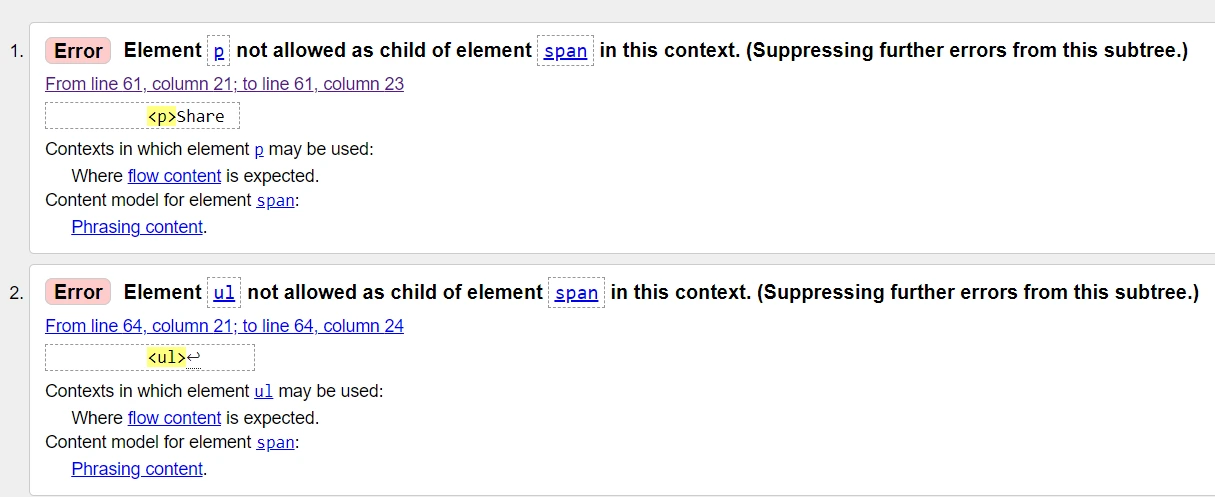 1. Error Element p not allowed as child of element span in this context. (Suppressing further errors from this subtree.)
From line 61, column 21; to line 61, column 23
<p>Share
Contexts in which element p may be used:
Where flow content is expected.
Content model for element span:
Phrasing content.
2. Error Element ul not allowed as child of element span in this context. (Suppressing further errors from this subtree.)
From line 64, column 21; to line 64, column 24
<ul>↩
Contexts in which element ul may be used:
Where flow content is expected.
Content model for element span:
Phrasing content.